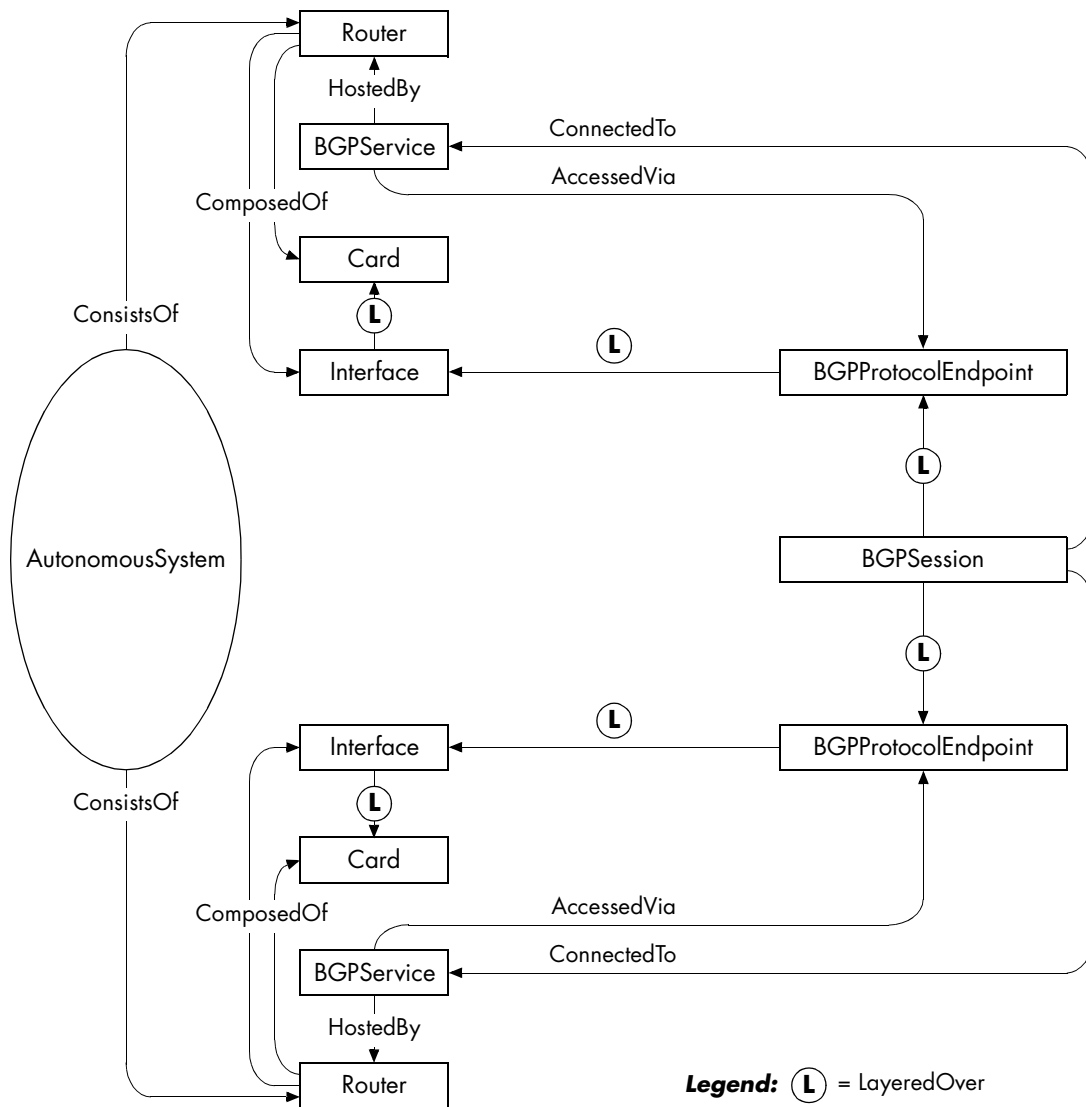 Router
HostedBy
ConnectedTo
BGPService
AccessedVia
ComposedOf
Card
ConsistsOf
L
L
Interface
BGPProtocolEndpoint
L
AutonomousSystem
BGPSession
L
L
Interface
BGPProtocolEndpoint
ConsistsOf
L
Card
ComposedOf
AccessedVia
ConnectedTo
BGPService
HostedBy
Router
Legend: L = LayeredOver